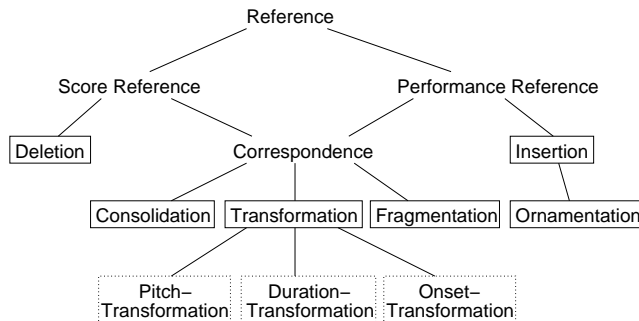 Reference
Score Reference
Performance Reference
Deletion
Correspondence
Insertion
Consolidation
Transformation
Fragmentation
Ornamentation
Pitch−
Transformation
Duration−
Transformation
Onset−
Transformation